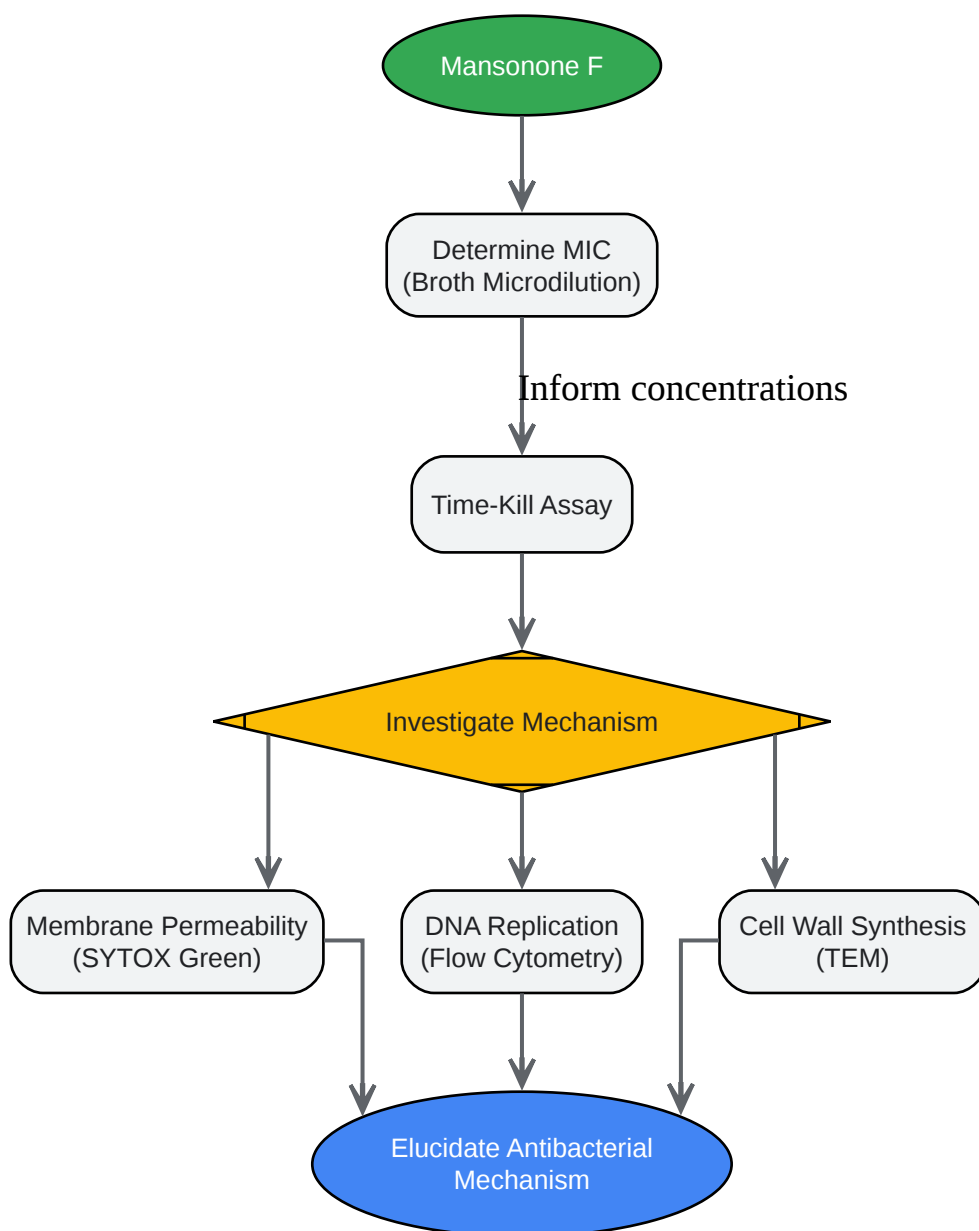 Mansonone F
Determine MIC
(Broth Microdilution)
Inform concentrations
Time-Kill Assay
Investigate Mechanism
Membrane Permeability
(SYTOX Green)
DNA Replication
(Flow Cytometry)
Cell Wall Synthesis
(TEM)
Elucidate Antibacterial
Mechanism